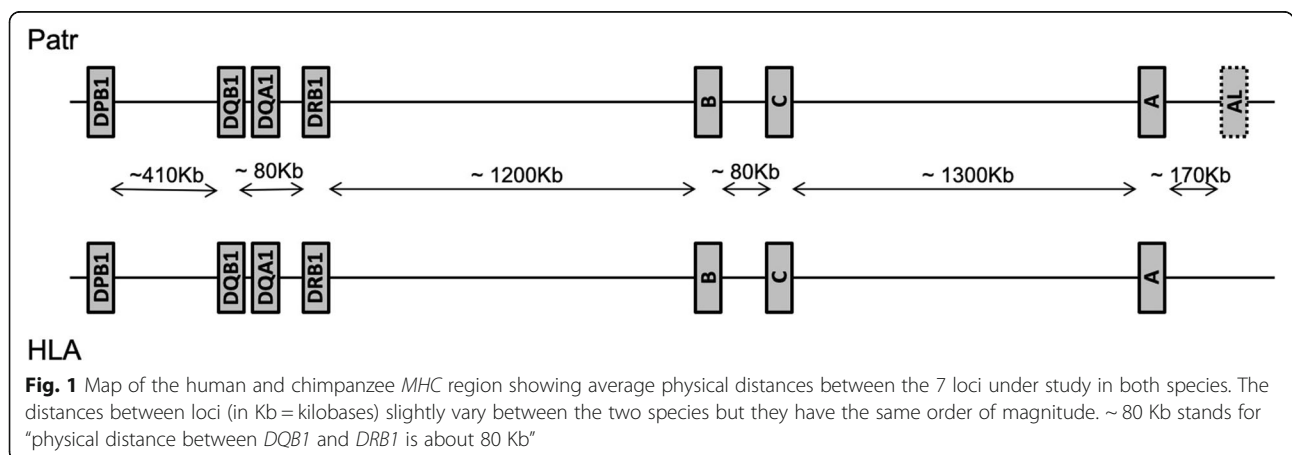 Patr
DPB1 DQB1 DQA1 DRB1 B C A AL
~410Kb ~ 80Kb ~ 1200Kb ~ 80Kb ~ 1300Kb ~ 170Kb
DPB1 DQB1 DQA1 DRB1 B C A
HLA
Fig. 1 Map of the human and chimpanzee MHC region showing average physical distances between the 7 loci under study in both species. The
distances between loci (in Kb = kilobases) slightly vary between the two species but they have the same order of magnitude. ~ 80 Kb stands for
“physical distance between DQB1 and DRB1 is about 80 Kb”